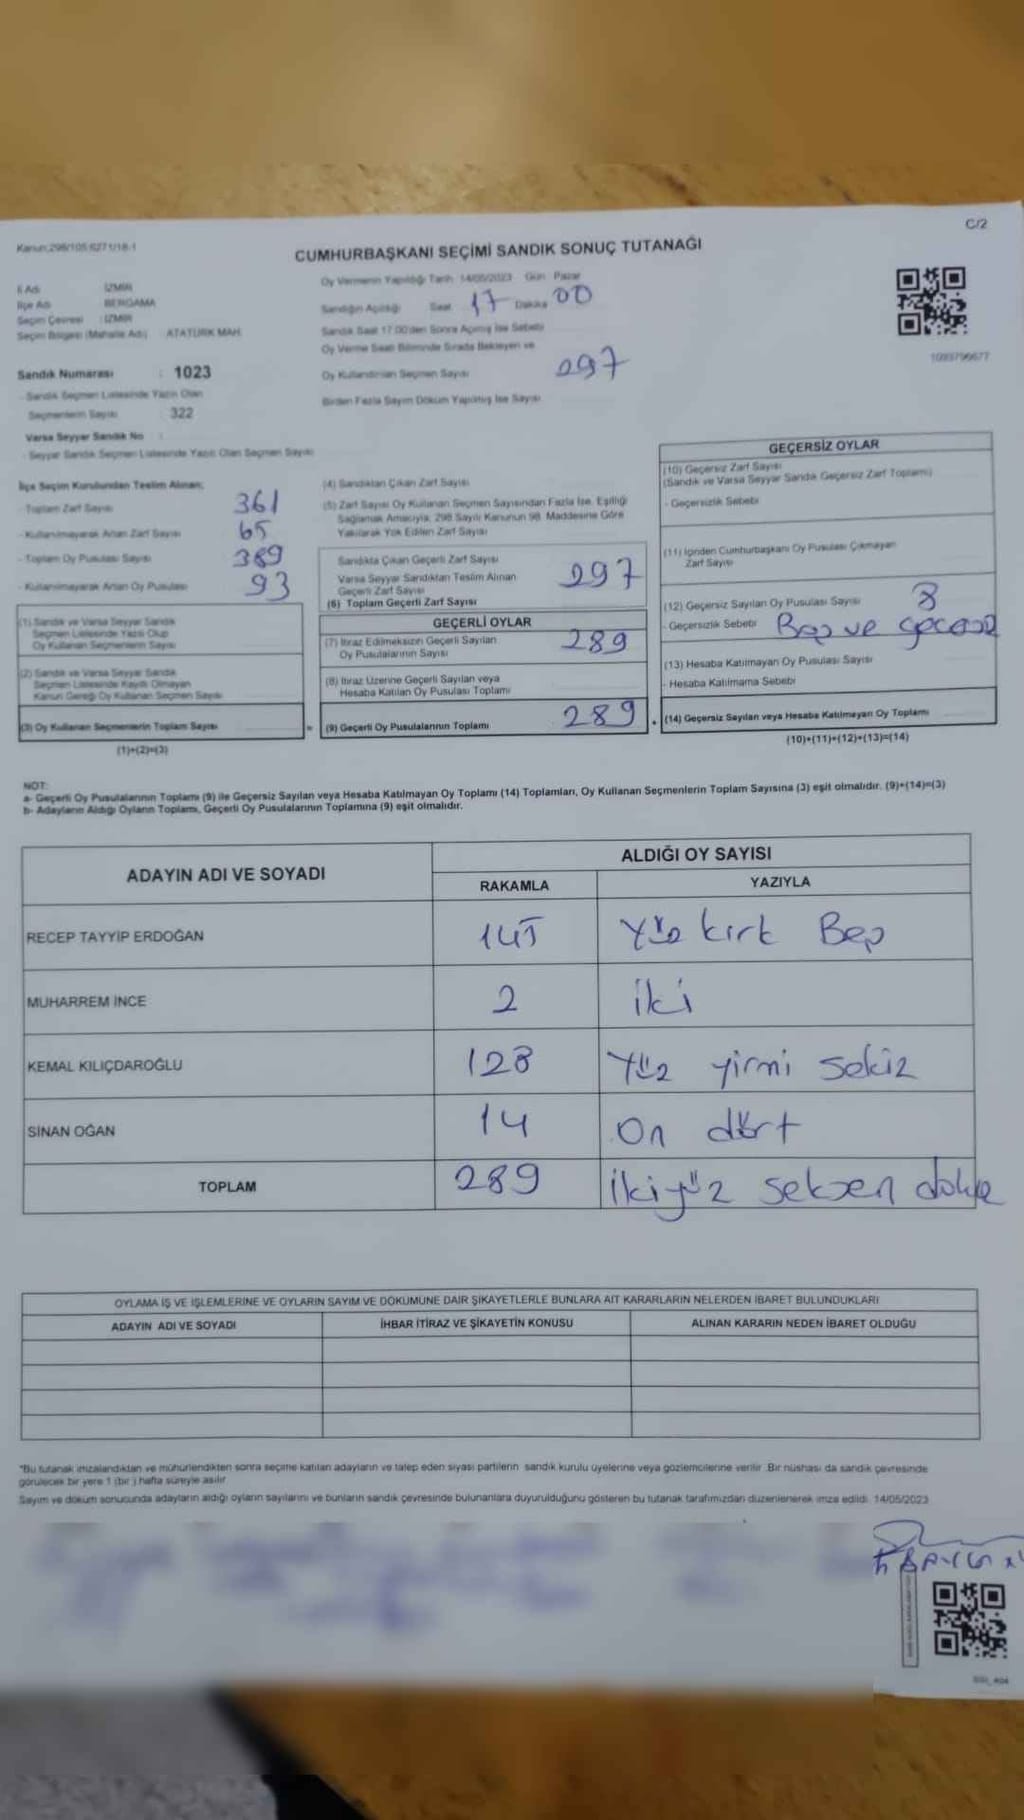 C/2
Kanun:298/105 6271/18-1
CUMHURBAŞKANI SEÇİMİ SANDIK SONUÇ TUTANAĞI
İl Adı : İZMİR
İlçe Adı : BERGAMA
Seçim Çevresi : İZMİR
Seçim Bölgesi (Mahalle Adı) : ATATÜRK MAH.
Sandık Numarası : 1023
- Sandık Seçmen Listesinde Yazılı Olan
Seçmenlerin Sayısı : 322
Varsa Seyyar Sandık No :
- Seyyar Sandık Seçmen Listesinde Yazılı Olan Seçmen Sayısı
Oy Vermenin Yapıldığı Tarih 14/05/2023 Gün Pazar
Sandığın Açıldığı Saat 17 Dakika 00
Sandık Saat 17.00'den Sonra Açılmış İse Sebebi
Oy Verme Saati Bitiminde Sırada Bekleyen ve
Oy Kullandırılan Seçmen Sayısı 297
Birden Fazla Sayım Döküm Yapılmış İse Sayısı
İlçe Seçim Kurulundan Teslim Alınan;
- Toplam Zarf Sayısı 361
- Kullanılmayarak Artan Zarf Sayısı 65
- Toplam Oy Pusulası Sayısı 389
- Kullanılmayarak Artan Oy Pusulası 93
(1) Sandık ve Varsa Seyyar Sandık
Seçmen Listesinde Yazılı Olup
Oy Kullanan Seçmenlerin Sayısı
(2) Sandık ve Varsa Seyyar Sandık
Seçmen Listesinde Kayıtlı Olmayan
Kanun Gereği Oy Kullanan Seçmen Sayısı
(3) Oy Kullanan Seçmenlerin Toplam Sayısı
(1)+(2)=(3)
(4) Sandıktan Çıkan Zarf Sayısı
(5) Zarf Sayısı Oy Kullanan Seçmen Sayısından Fazla İse, Eşitliği
Sağlamak Amacıyla, 298 Sayılı Kanunun 98. Maddesine Göre
Yakılarak Yok Edilen Zarf Sayısı
Sandıkta Çıkan Geçerli Zarf Sayısı
Varsa Seyyar Sandıktan Teslim Alınan
Geçerli Zarf Sayısı
(6) Toplam Geçerli Zarf Sayısı 297
GEÇERLİ OYLAR
(7) İtiraz Edilmeksizin Geçerli Sayılan
Oy Pusulalarının Sayısı 289
(8) İtiraz Üzerine Geçerli Sayılan veya
Hesaba Katılan Oy Pusulası Toplamı
(9) Geçerli Oy Pusulalarının Toplamı 289
GEÇERSİZ OYLAR
(10) Geçersiz Zarf Sayısı
(Sandık ve Varsa Seyyar Sandık Geçersiz Zarf Toplamı)
- Geçersizlik Sebebi
(11) İçinden Cumhurbaşkanı Oy Pusulası Çıkmayan
Zarf Sayısı
(12) Geçersiz Sayılan Oy Pusulası Sayısı 8
- Geçersizlik Sebebi Boş ve geçersiz
(13) Hesaba Katılmayan Oy Pusulası Sayısı
- Hesaba Katılmama Sebebi
(14) Geçersiz Sayılan veya Hesaba Katılmayan Oy Toplamı
(10)+(11)+(12)+(13)=(14)
NOT:
a- Geçerli Oy Pusulalarının Toplamı (9) ile Geçersiz Sayılan veya Hesaba Katılmayan Oy Toplamı (14) Toplamları, Oy Kullanan Seçmenlerin Toplam Sayısına (3) eşit olmalıdır. (9)+(14)=(3)
b- Adayların Aldığı Oyların Toplamı, Geçerli Oy Pusulalarının Toplamına (9) eşit olmalıdır.
ADAYIN ADI VE SOYADI
ALDIĞI OY SAYISI
RAKAMLA YAZIYLA
RECEP TAYYİP ERDOĞAN 145 Yüz kırk Beş
MUHARREM İNCE 2 iki
KEMAL KILIÇDAROĞLU 128 Yüz yirmi sekiz
SİNAN OĞAN 14 On dört
TOPLAM 289 İkiyüz seksen dokuz
OYLAMA İŞ VE İŞLEMLERİNE VE OYLARIN SAYIM VE DÖKÜMÜNE DAİR ŞİKAYETLERLE BUNLARA AİT KARARLARIN NELERDEN İBARET BULUNDUKLARI
ADAYIN ADI VE SOYADI İHBAR İTİRAZ VE ŞİKAYETİN KONUSU ALINAN KARARIN NEDEN İBARET OLDUĞU
*Bu tutanak imzalandıktan ve mühürlendikten sonra seçime katılan adayların ve talep eden siyasi partilerin sandık kurulu üyelerine veya gözlemcilerine verilir. Bir nüshası da sandık çevresinde
görülecek bir yere 1 (bir) hafta süreyle asılır.
Sayım ve döküm sonucunda adayların aldığı oyların sayılarını ve bunların sandık çevresinde bulunanlara duyurulduğunu gösteren bu tutanak tarafımızdan düzenlenerek imza edildi. 14/05/2023